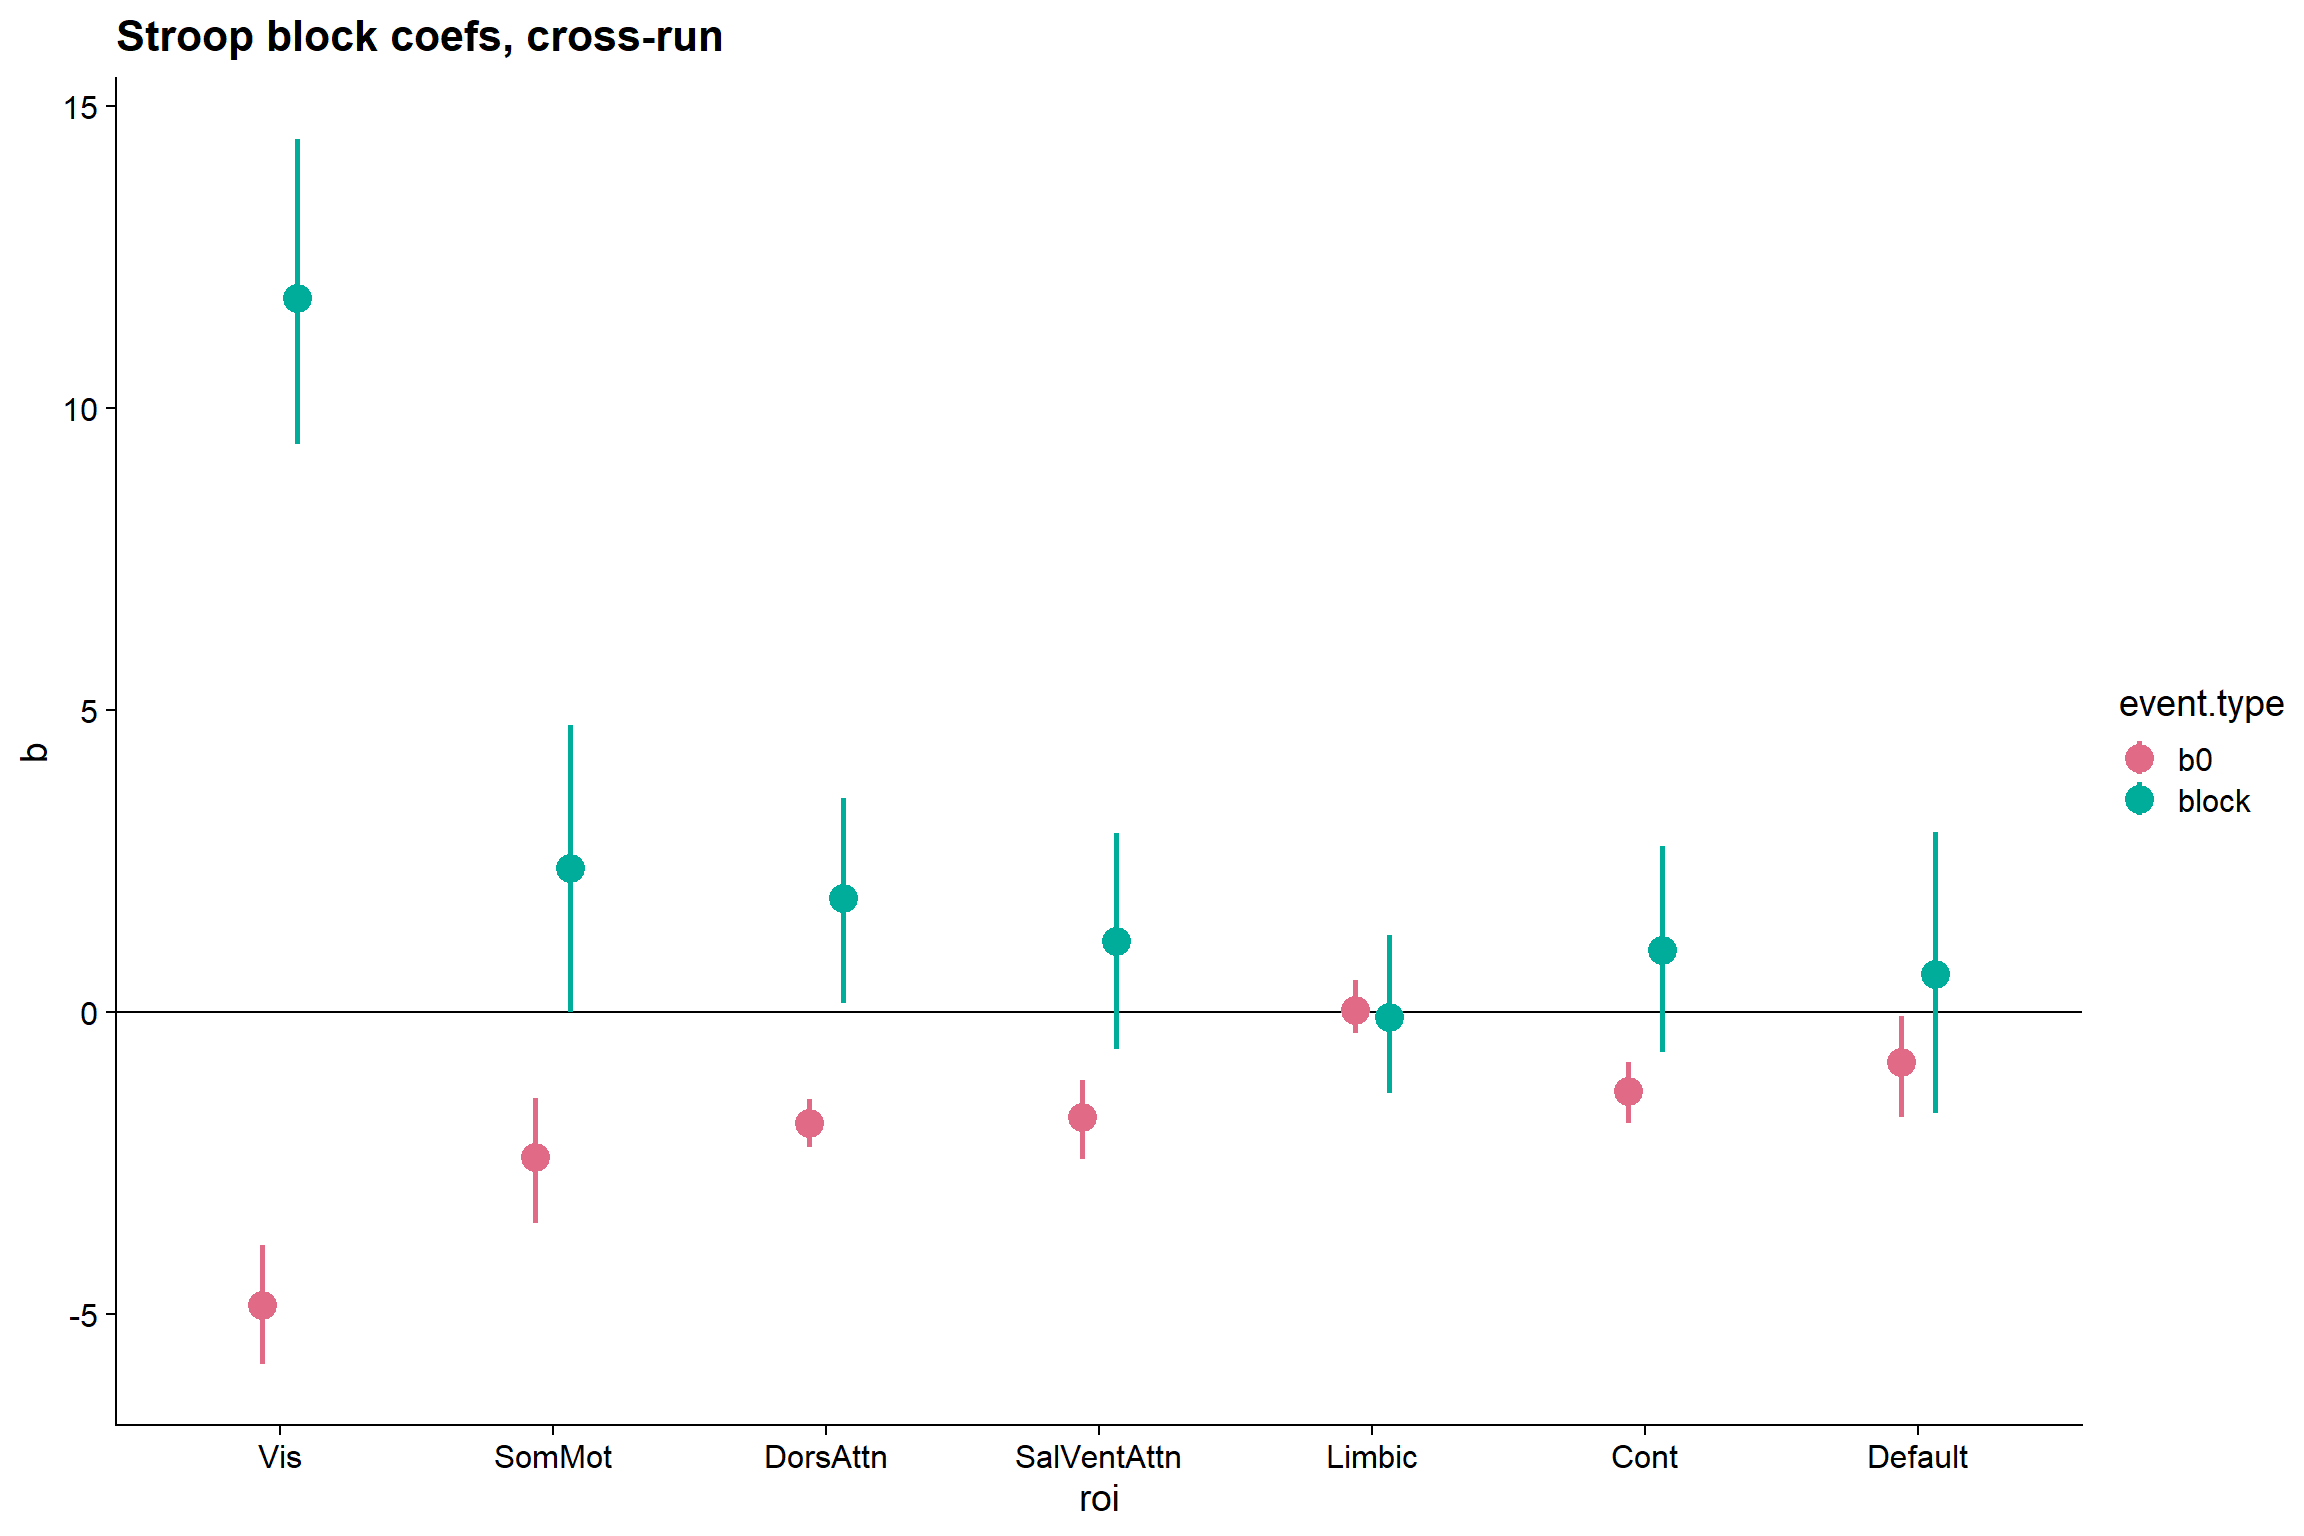 Stroop block coefs, cross-run
15
10
5
0
-5
b
Vis SomMot DorsAttn SalVentAttn Limbic Cont Default
roi
event.type
b0
block